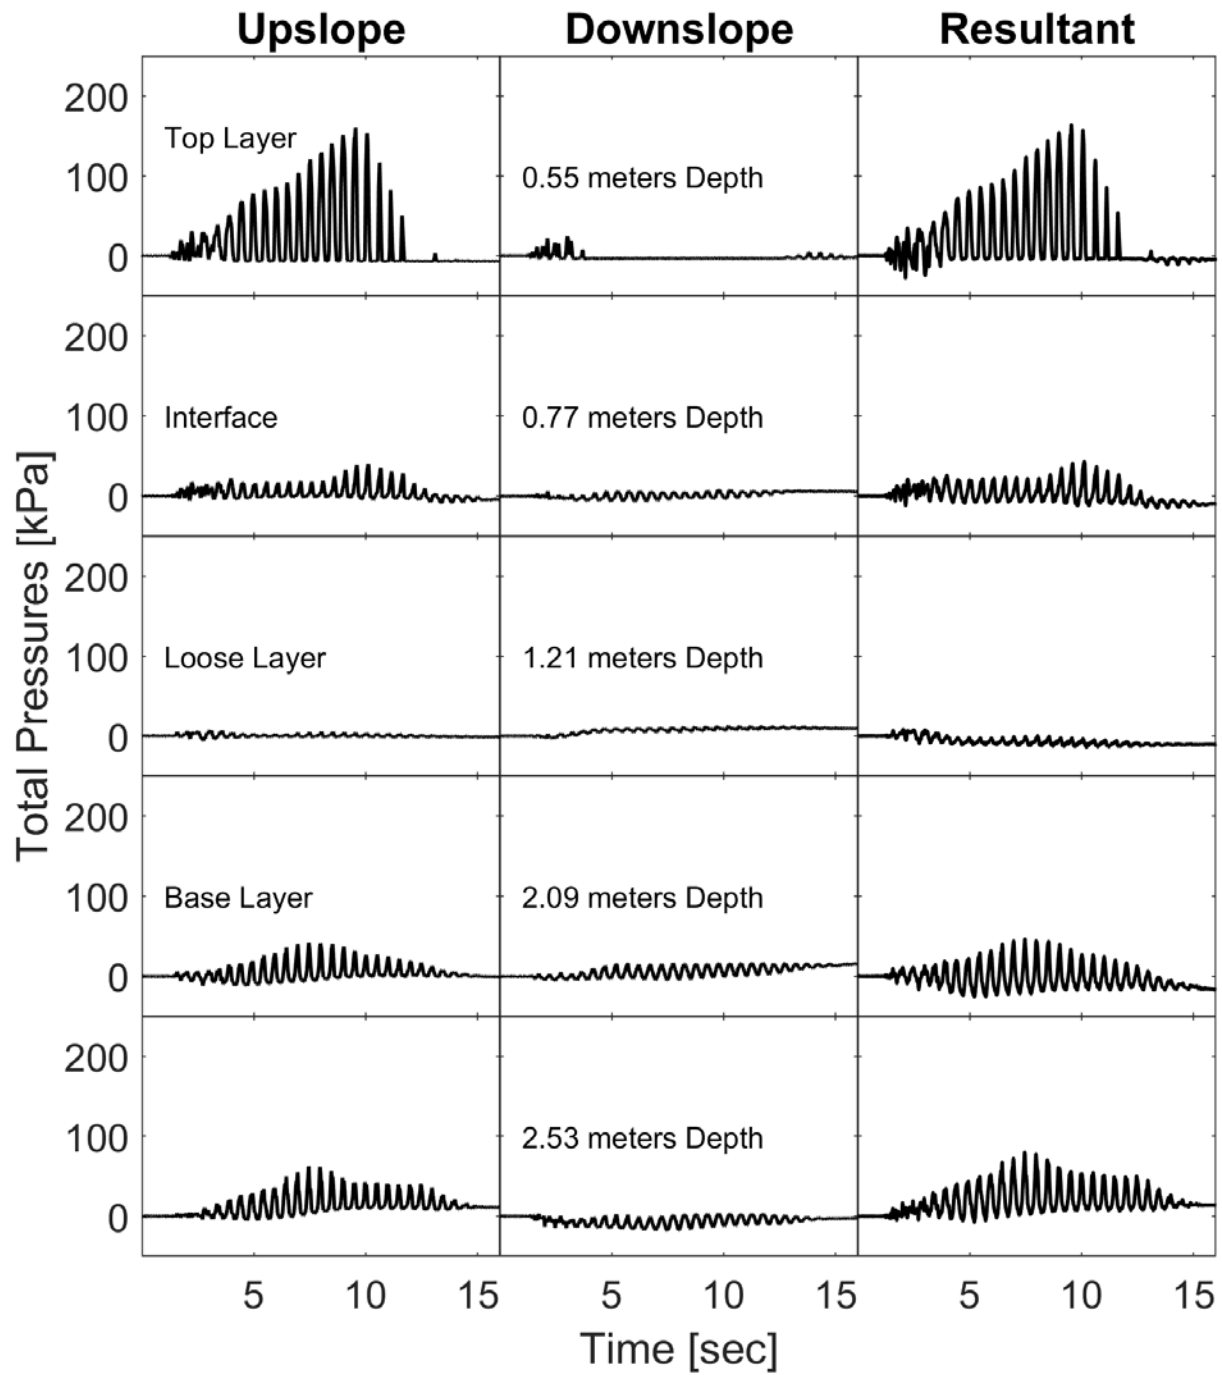 Upslope Downslope Resultant
Total Pressures [kPa]
200
100
0
Top Layer
0.55 meters Depth
200
100
0
Interface
0.77 meters Depth
200
100
0
Loose Layer
1.21 meters Depth
200
100
0
Base Layer
2.09 meters Depth
200
100
0
2.53 meters Depth
5 10 15 5 10 15 5 10 15
Time [sec]